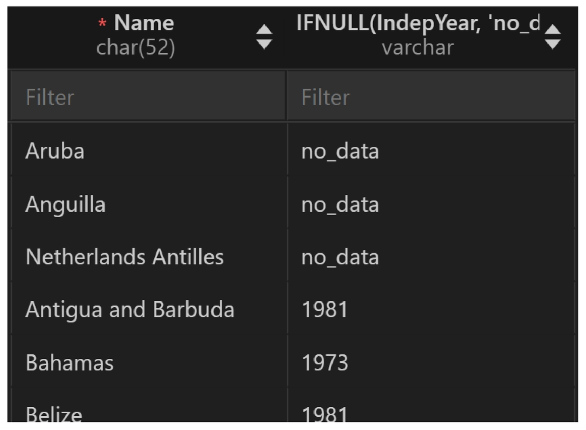 * Name
char(52)
IFNULL(IndepYear, 'no_d
varchar
Filter
Filter
Aruba
no_data
Anguilla
no_data
Netherlands Antilles
no_data
Antigua and Barbuda
1981
Bahamas
1973
Belize
1981